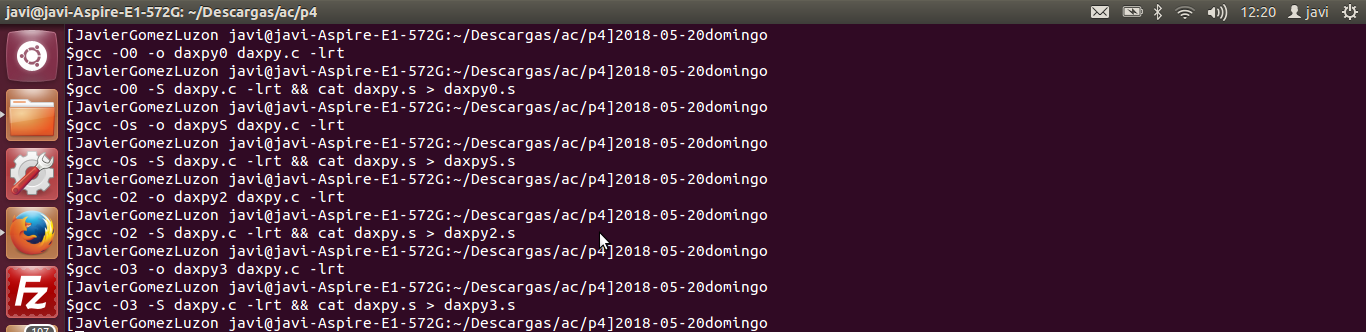 javi@javi-Aspire-E1-572G: ~/Descargas/ac/p4 12:20 javi
[JavierGomezLuzon javi@javi-Aspire-E1-572G:~/Descargas/ac/p4]2018-05-20domingo
$gcc -O0 -o daxpy0 daxpy.c -lrt
[JavierGomezLuzon javi@javi-Aspire-E1-572G:~/Descargas/ac/p4]2018-05-20domingo
$gcc -O0 -S daxpy.c -lrt && cat daxpy.s > daxpy0.s
[JavierGomezLuzon javi@javi-Aspire-E1-572G:~/Descargas/ac/p4]2018-05-20domingo
$gcc -Os -o daxpyS daxpy.c -lrt
[JavierGomezLuzon javi@javi-Aspire-E1-572G:~/Descargas/ac/p4]2018-05-20domingo
$gcc -Os -S daxpy.c -lrt && cat daxpy.s > daxpyS.s
[JavierGomezLuzon javi@javi-Aspire-E1-572G:~/Descargas/ac/p4]2018-05-20domingo
$gcc -O2 -o daxpy2 daxpy.c -lrt
[JavierGomezLuzon javi@javi-Aspire-E1-572G:~/Descargas/ac/p4]2018-05-20domingo
$gcc -O2 -S daxpy.c -lrt && cat daxpy.s > daxpy2.s
[JavierGomezLuzon javi@javi-Aspire-E1-572G:~/Descargas/ac/p4]2018-05-20domingo
$gcc -O3 -o daxpy3 daxpy.c -lrt
[JavierGomezLuzon javi@javi-Aspire-E1-572G:~/Descargas/ac/p4]2018-05-20domingo
$gcc -O3 -S daxpy.c -lrt && cat daxpy.s > daxpy3.s
[JavierGomezLuzon javi@javi-Aspire-E1-572G:~/Descargas/ac/p4]2018-05-20domingo
Fz